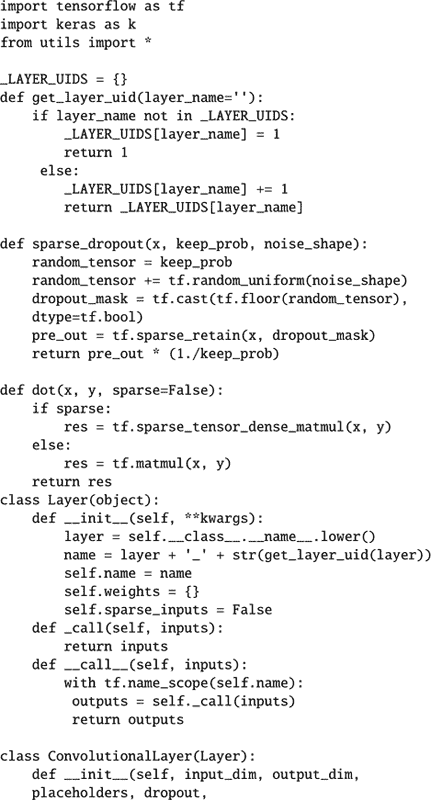 import tensorflow as tf
import keras as k
from utils import *

_LAYER_UIDS = {}
def get_layer_uid(layer_name=''):
    if layer_name not in _LAYER_UIDS:
        _LAYER_UIDS[layer_name] = 1
        return 1
     else:
        _LAYER_UIDS[layer_name] += 1
        return _LAYER_UIDS[layer_name]

def sparse_dropout(x, keep_prob, noise_shape):
    random_tensor = keep_prob
    random_tensor += tf.random_uniform(noise_shape)
    dropout_mask = tf.cast(tf.floor(random_tensor),
    dtype=tf.bool)
    pre_out = tf.sparse_retain(x, dropout_mask)
    return pre_out * (1./keep_prob)

def dot(x, y, sparse=False):
    if sparse:
        res = tf.sparse_tensor_dense_matmul(x, y)
    else:
        res = tf.matmul(x, y)
    return res
class Layer(object):
    def __init__(self, **kwargs):
        layer = self.__class__.__name__.lower()
        name = layer + '_' + str(get_layer_uid(layer))
        self.name = name
        self.weights = {}
        self.sparse_inputs = False
    def _call(self, inputs):
        return inputs
    def __call__(self, inputs):
        with tf.name_scope(self.name):
         outputs = self._call(inputs)
         return outputs

class ConvolutionalLayer(Layer):
    def __init__(self, input_dim, output_dim,
    placeholders, dropout,